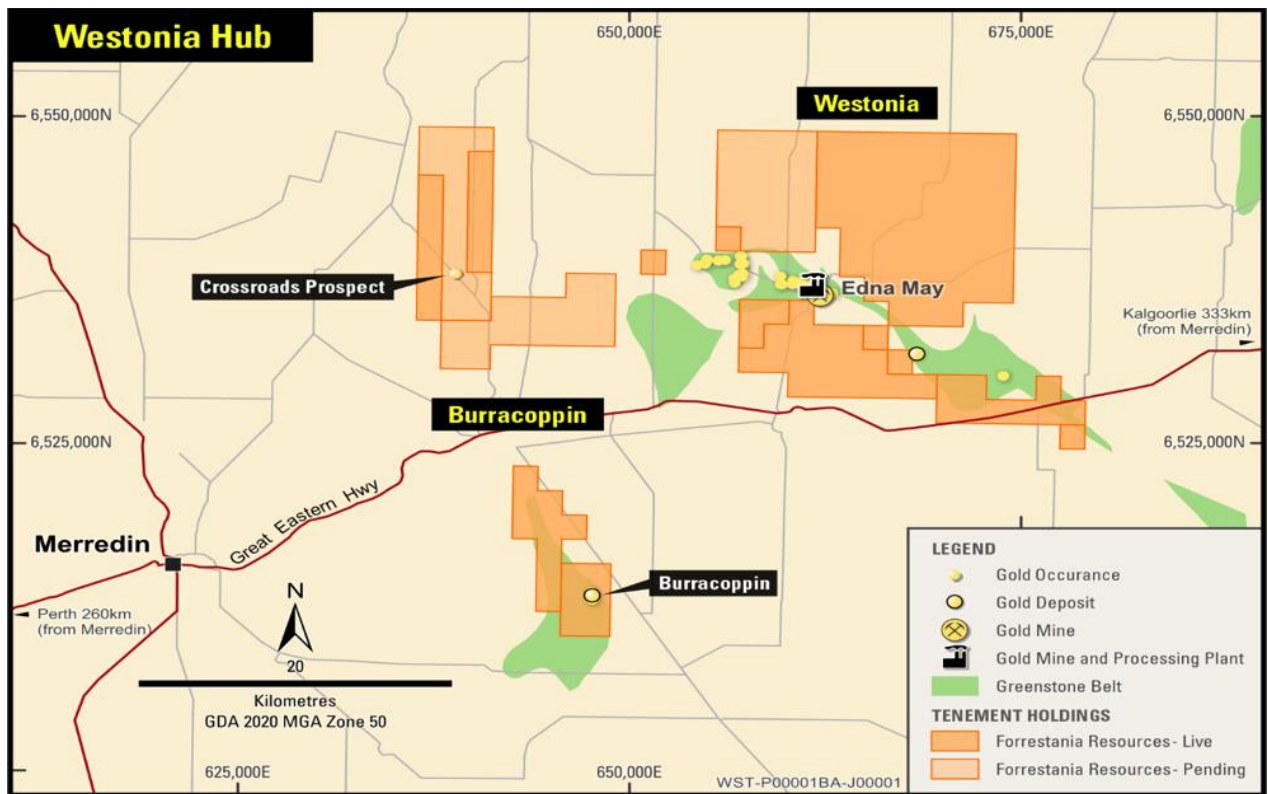 Westonia Hub
650,000E
675,000E
6,550,000N
6,550,000N
Westonia
Crossroads Prospect
Edna May
Kalgoorlie 333km
(from Merredin)
Burracoppin
6,525,000N
6,525,000N
Great Eastern Hwy
Merredin
Burracoppin
Perth 260km
(from Merredin)
N
20
Kilometres
GDA 2020 MGA Zone 50
625,000E
650,000E
WST-P00001BA-J00001
LEGEND
Gold Occurance
Gold Deposit
Gold Mine
Gold Mine and Processing Plant
Greenstone Belt
TENEMENT HOLDINGS
Forrestania Resources- Live
Forrestania Resources- Pending